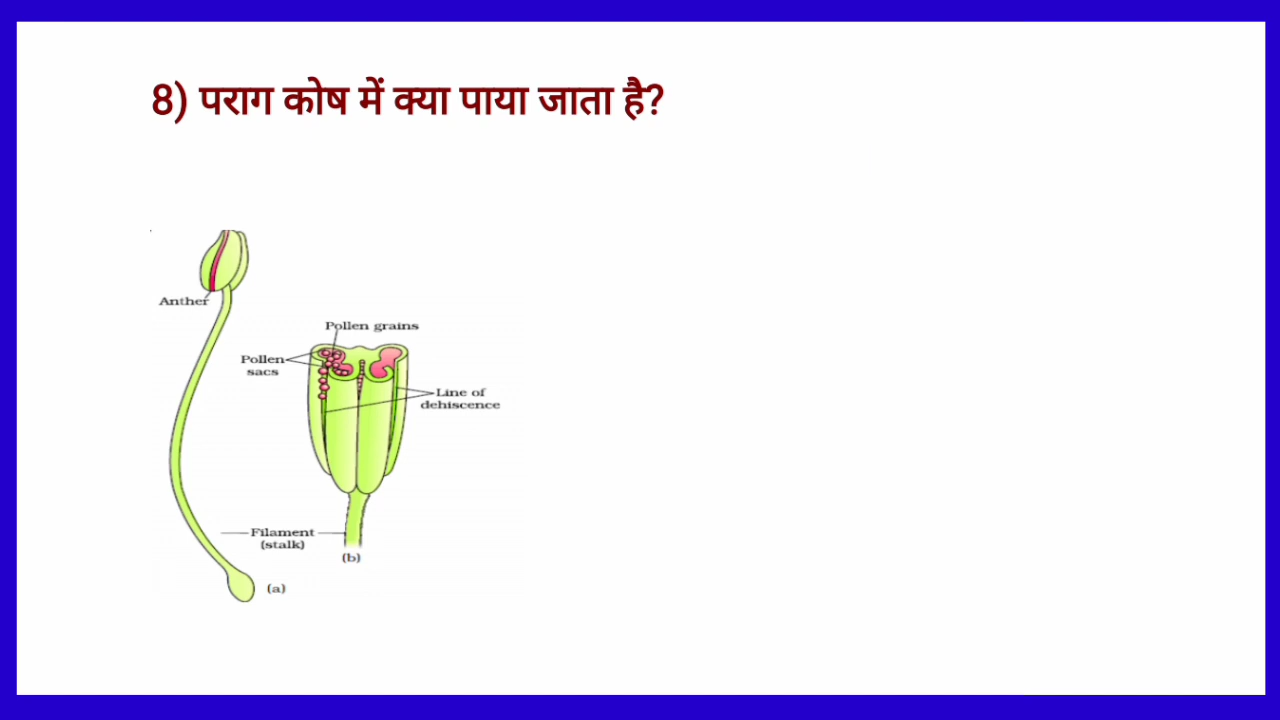 8) पराग कोष में क्या पाया जाता है?
Anther
Pollen grains
Pollen
sacs
Line of
dehiscence
Filament
(stalk)
(b)
(a)